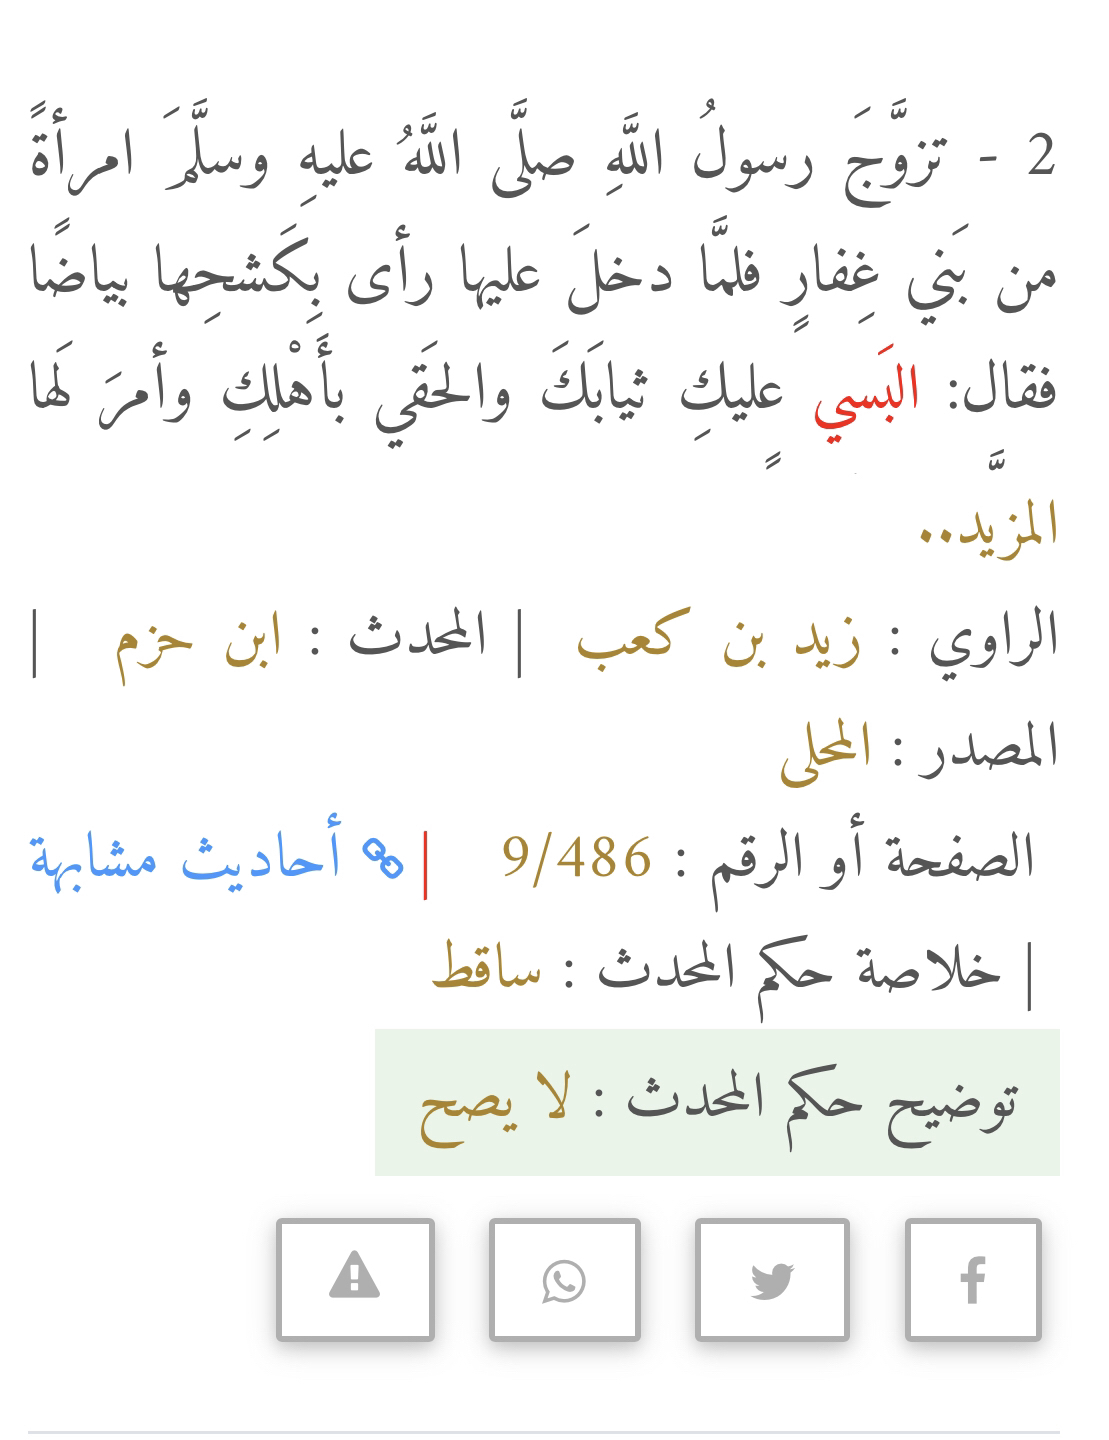 2 - تزوَّجَ رسولُ اللَّهِ صلَّى اللَّهُ عليهِ وسلَّمَ امرأةً
من بَني غِفارٍ فلمَّا دخلَ عليها رأى بِكَشحِها بياضًا
فقال: البَسي عليكِ ثيابَكَ والحَقي بأَهْلِكِ وأمرَ لَها
المزيد..
الراوي : زيد بن كعب | المحدث : ابن حزم |
المصدر : المحلى
الصفحة أو الرقم : 9/486 | أحاديث مشابهة
| خلاصة حكم المحدث : ساقط
توضيح حكم المحدث : لا يصح